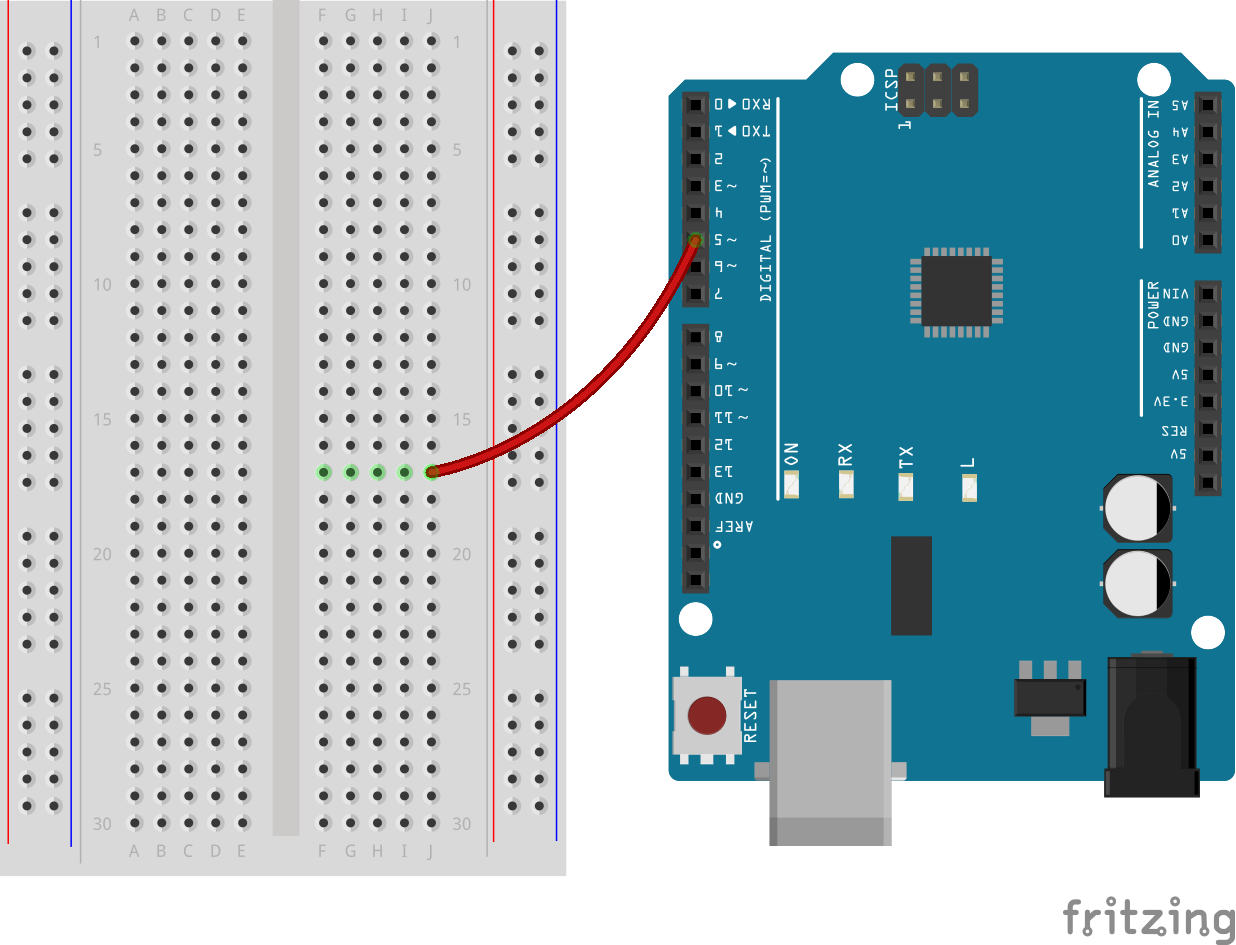 A B C D E F G H I J
1 1
5 5
10 10
15 15
20 20
25 25
30 30
A B C D E F G H I J
ICSP
1
0 ◀ RX0
1 ▶ TX0
2
3 ~
4
5 ~
6 ~
7
8
9 ~
10 ~
11 ~
12
13
GND
AREF
DIGITAL (PWM=~)
ANALOG IN
A5
A4
A3
A2
A1
A0
POWER
VIN
GND
GND
5V
3.3V
RES
5V
ON
RX
TX
L
RESET
fritzing